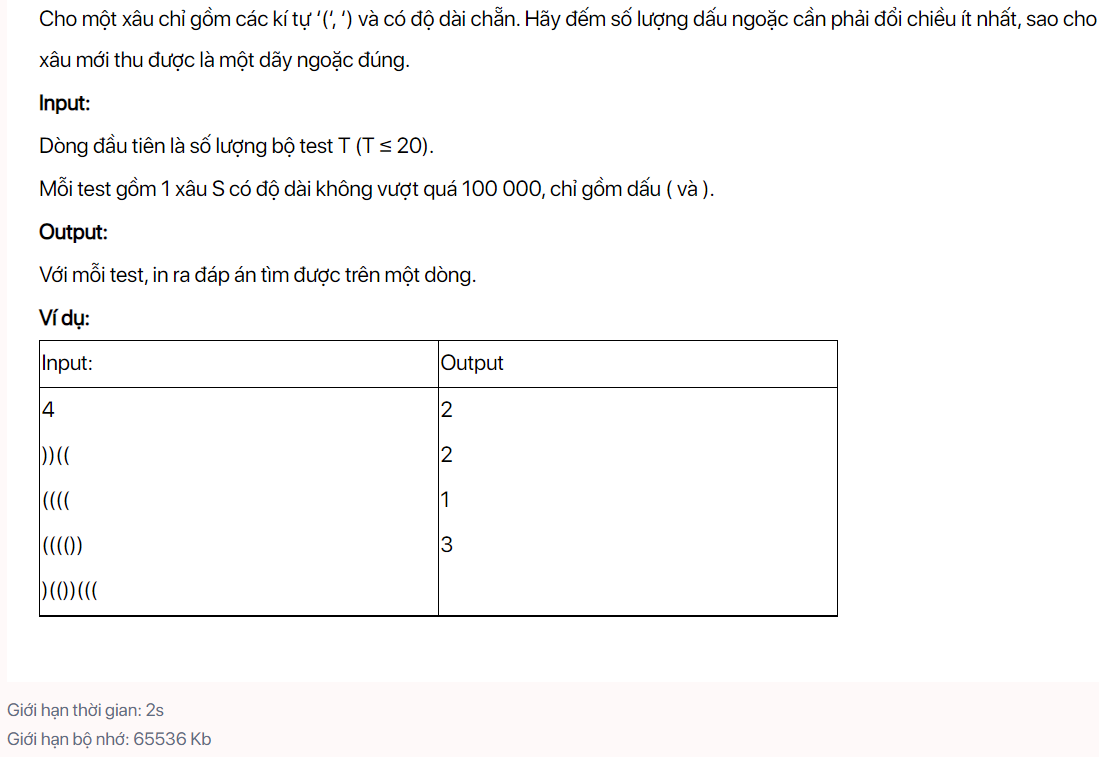 Cho một xâu chỉ gồm các kí tự ‘(‘, ‘) và có độ dài chẵn. Hãy đếm số lượng dấu ngoặc cần phải đổi chiều ít nhất, sao cho
xâu mới thu được là một dãy ngoặc đúng.
Input:
Dòng đầu tiên là số lượng bộ test T (T ≤ 20).
Mỗi test gồm 1 xâu S có độ dài không vượt quá 100 000, chỉ gồm dấu ( và ).
Output:
Với mỗi test, in ra đáp án tìm được trên một dòng.
Ví dụ:
Input:
Output
4
))((
((((
(((())
)(())(((
2
2
1
3
Giới hạn thời gian: 2s
Giới hạn bộ nhớ: 65536 Kb